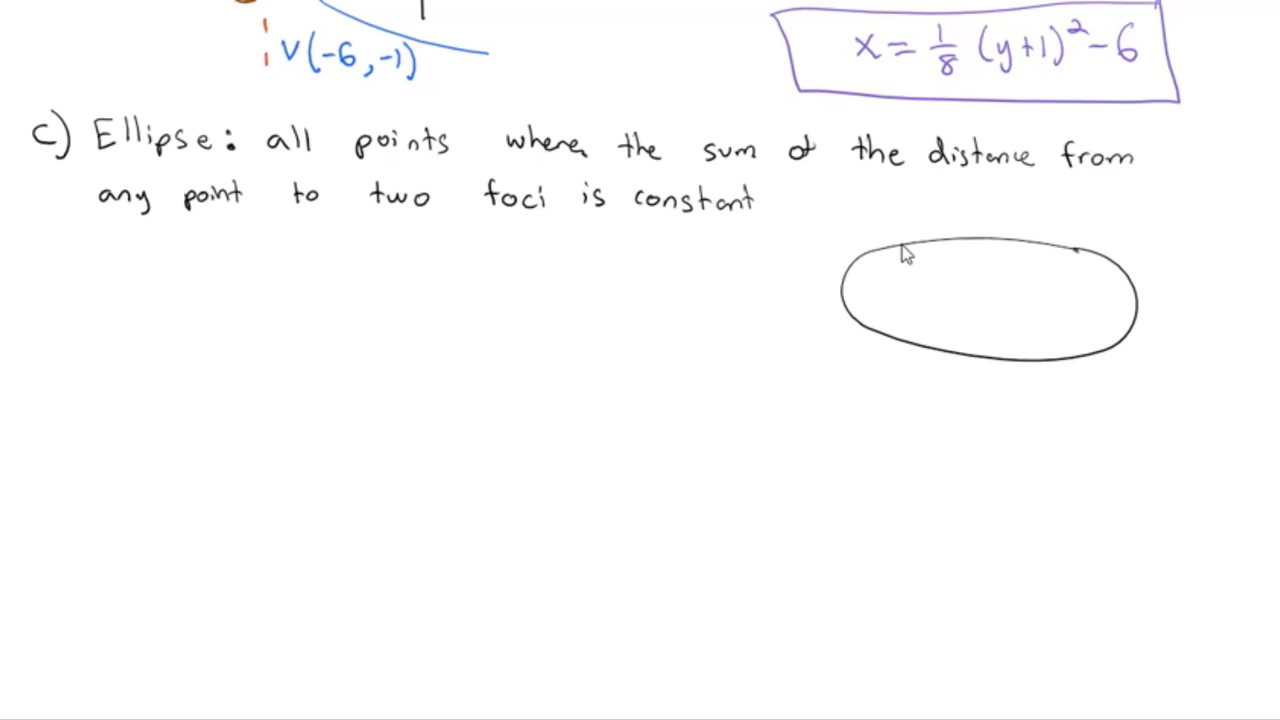 V(-6,-1)
x = 1/8 (y+1)² - 6
c) Ellipse: all points where the sum of the distance from
any point to two foci is constant